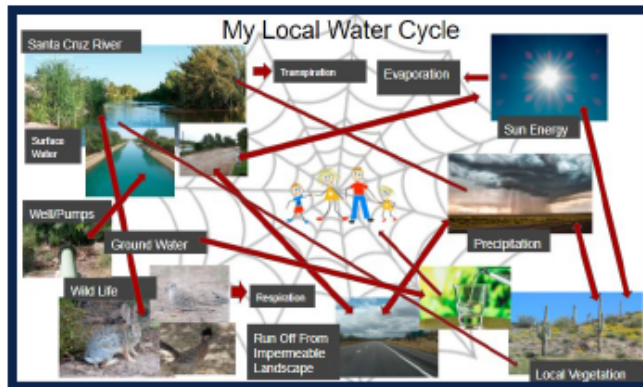 My Local Water Cycle
Santa Cruz River
Transpiration
Evaporation
Sun Energy
Surface
Water
Well/Pumps
Ground Water
Precipitation
Wild Life
Respiration
Run Off From
Impermeable
Landscape
Local Vegetation